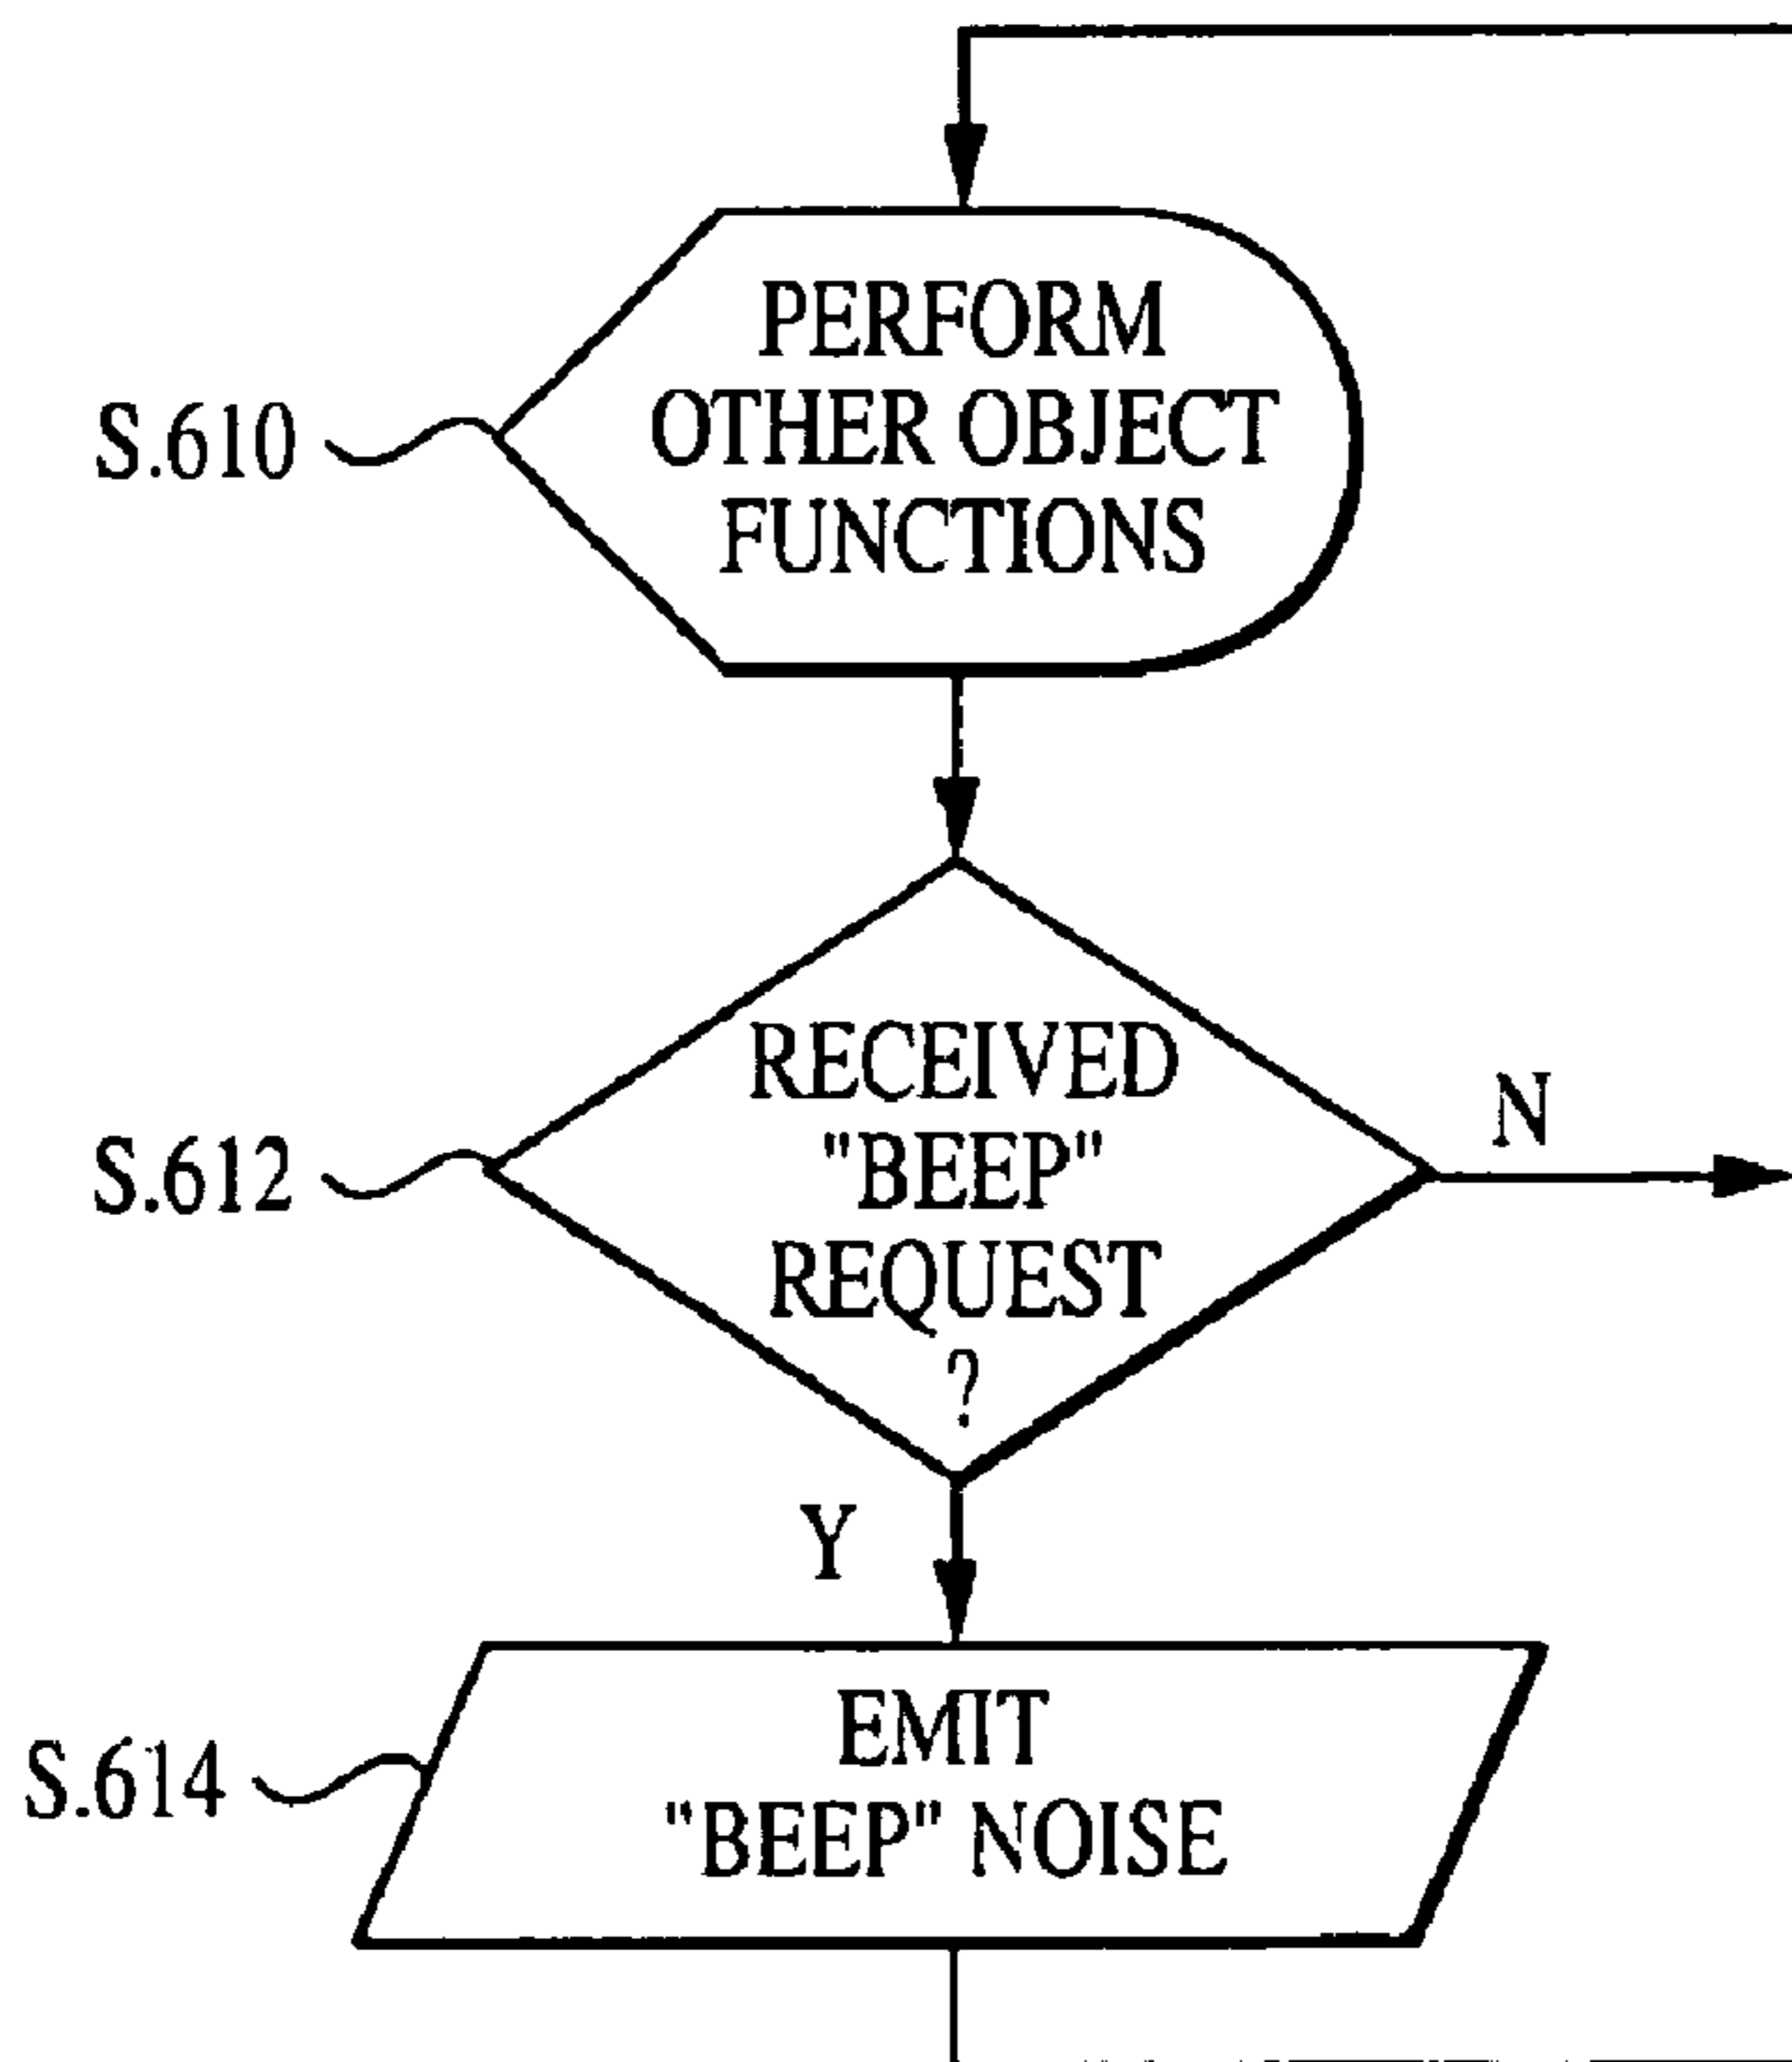 PERFORM
OTHER OBJECT
FUNCTIONS
S.610
RECEIVED
"BEEP"
REQUEST
?
S.612
N
Y
EMIT
"BEEP" NOISE
S.614